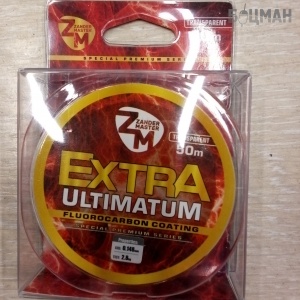 БОЦМАН
ZM
ZANDER
MASTER
TRANSPARENT
SPECIAL PREMIUM SERIES
ZM
ZANDER
MASTER
TRANSPARENT
50m
EXTRA
ULTIMATUM
FLUOROCARBON COATING
SPECIAL PREMIUM SERIES